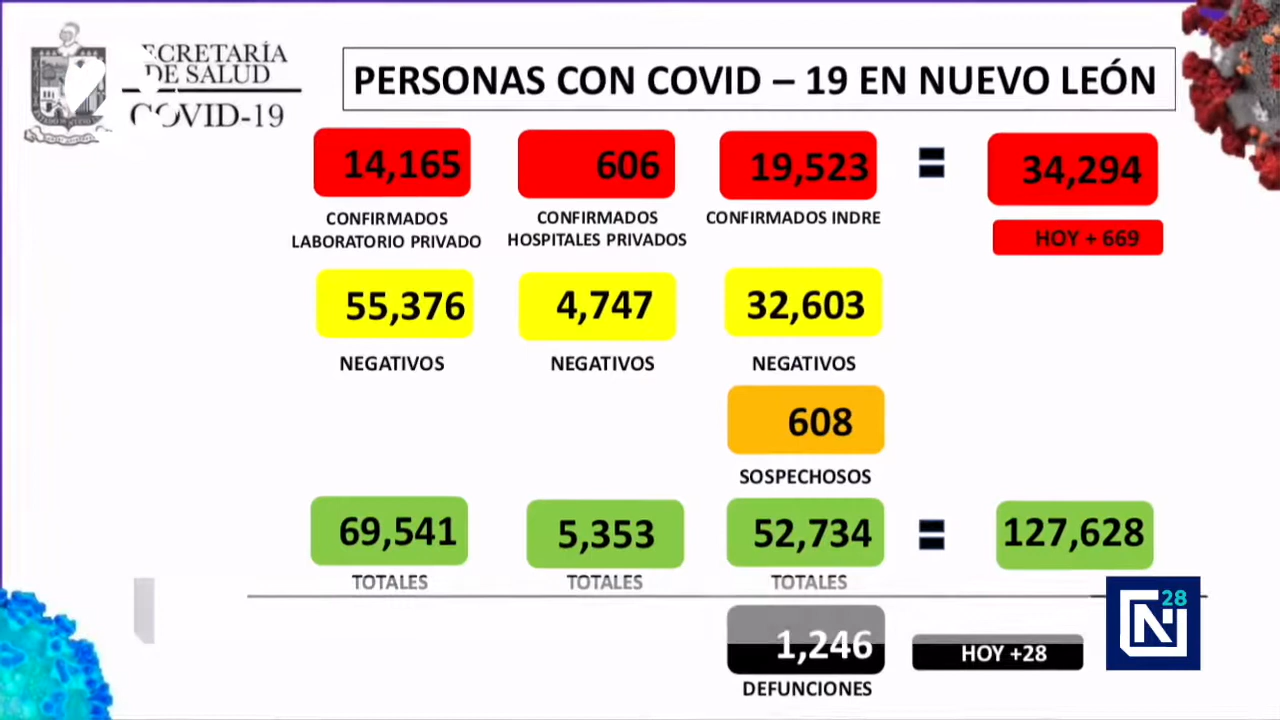 SECRETARÍA
DE SALUD
COVID-19
PERSONAS CON COVID – 19 EN NUEVO LEÓN
14,165 606 19,523 = 34,294
CONFIRMADOS
LABORATORIO PRIVADO
CONFIRMADOS
HOSPITALES PRIVADOS
CONFIRMADOS INDRE
HOY + 669
55,376 4,747 32,603
NEGATIVOS NEGATIVOS NEGATIVOS
608
SOSPECHOSOS
69,541 5,353 52,734 = 127,628
TOTALES TOTALES TOTALES
1,246 HOY +28
DEFUNCIONES
N 28